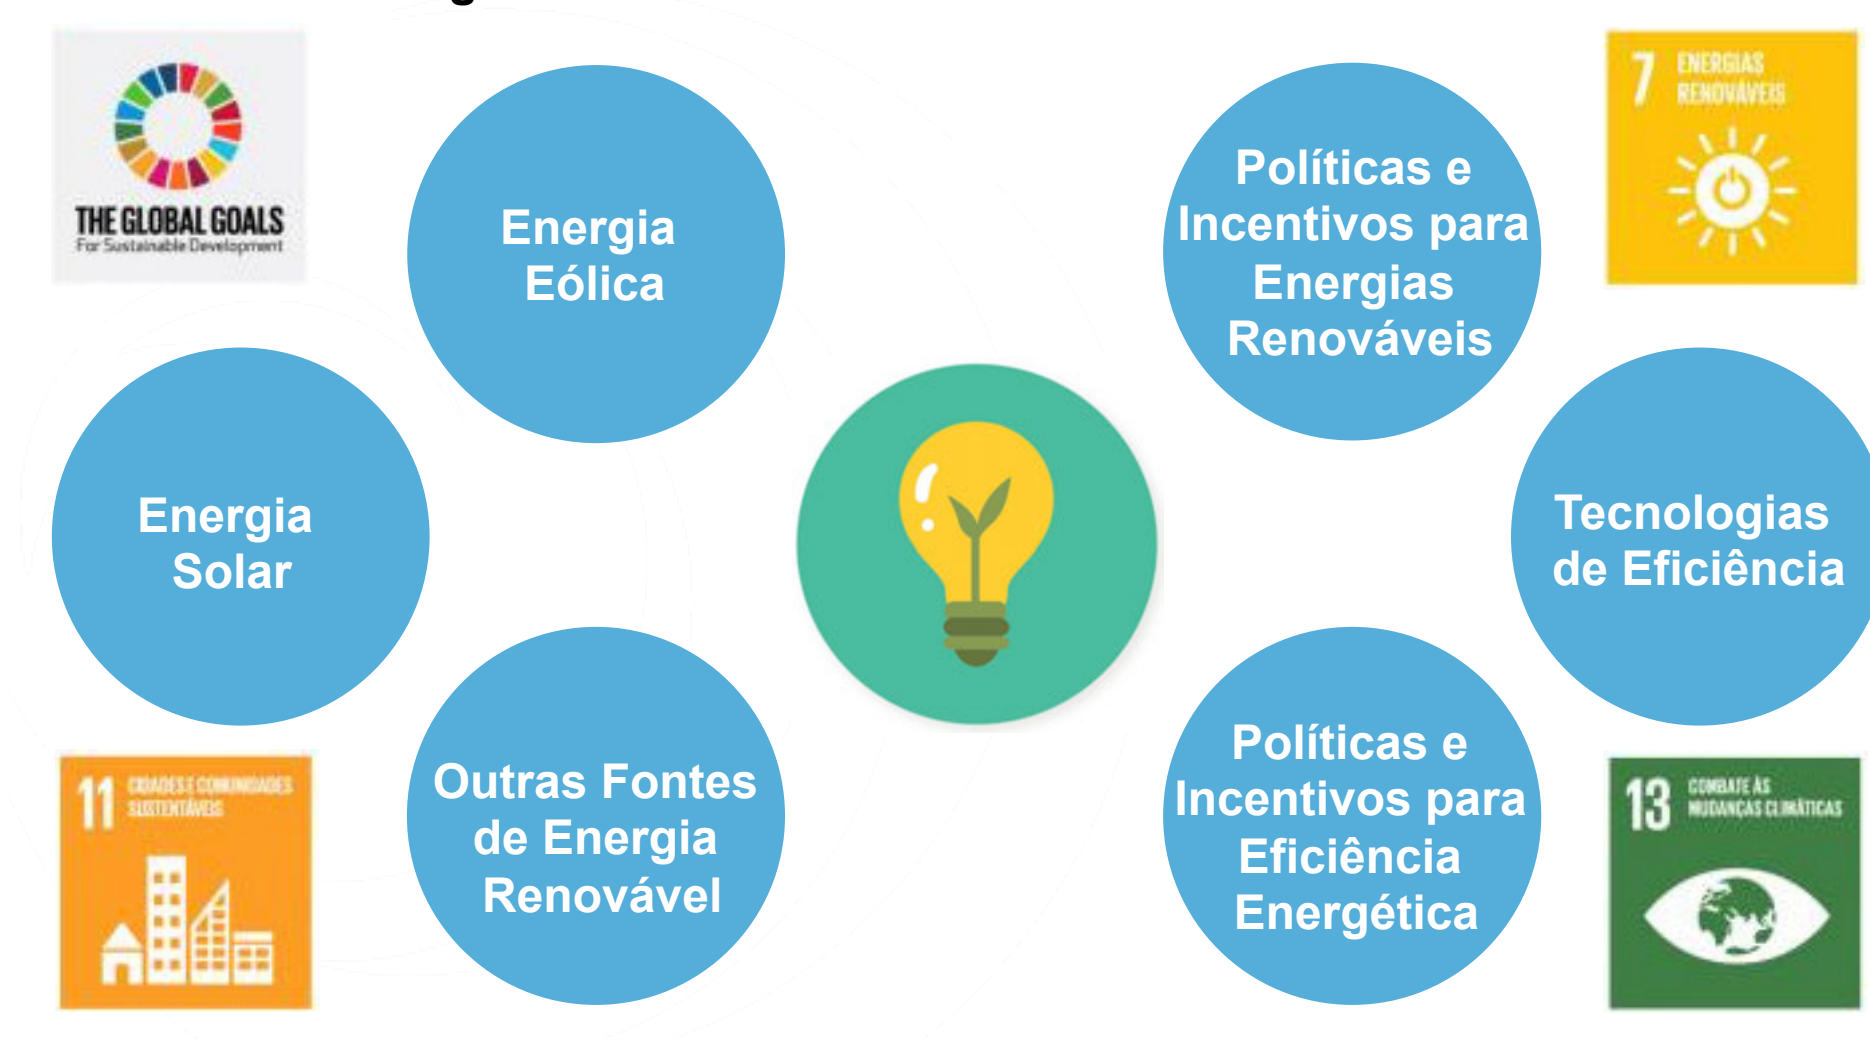 THE GLOBAL GOALS
For Sustainable Development
Energia
Eólica
Políticas e
Incentivos para
Energias
Renováveis
7 ENERGIAS
RENOVÁVEIS
Energia
Solar
Tecnologias
de Eficiência
11 CIDADES E COMUNIDADES
SUSTENTÁVEIS
Outras Fontes
de Energia
Renovável
Políticas e
Incentivos para
Eficiência
Energética
13 COMBATE ÀS
MUDANÇAS CLIMÁTICAS